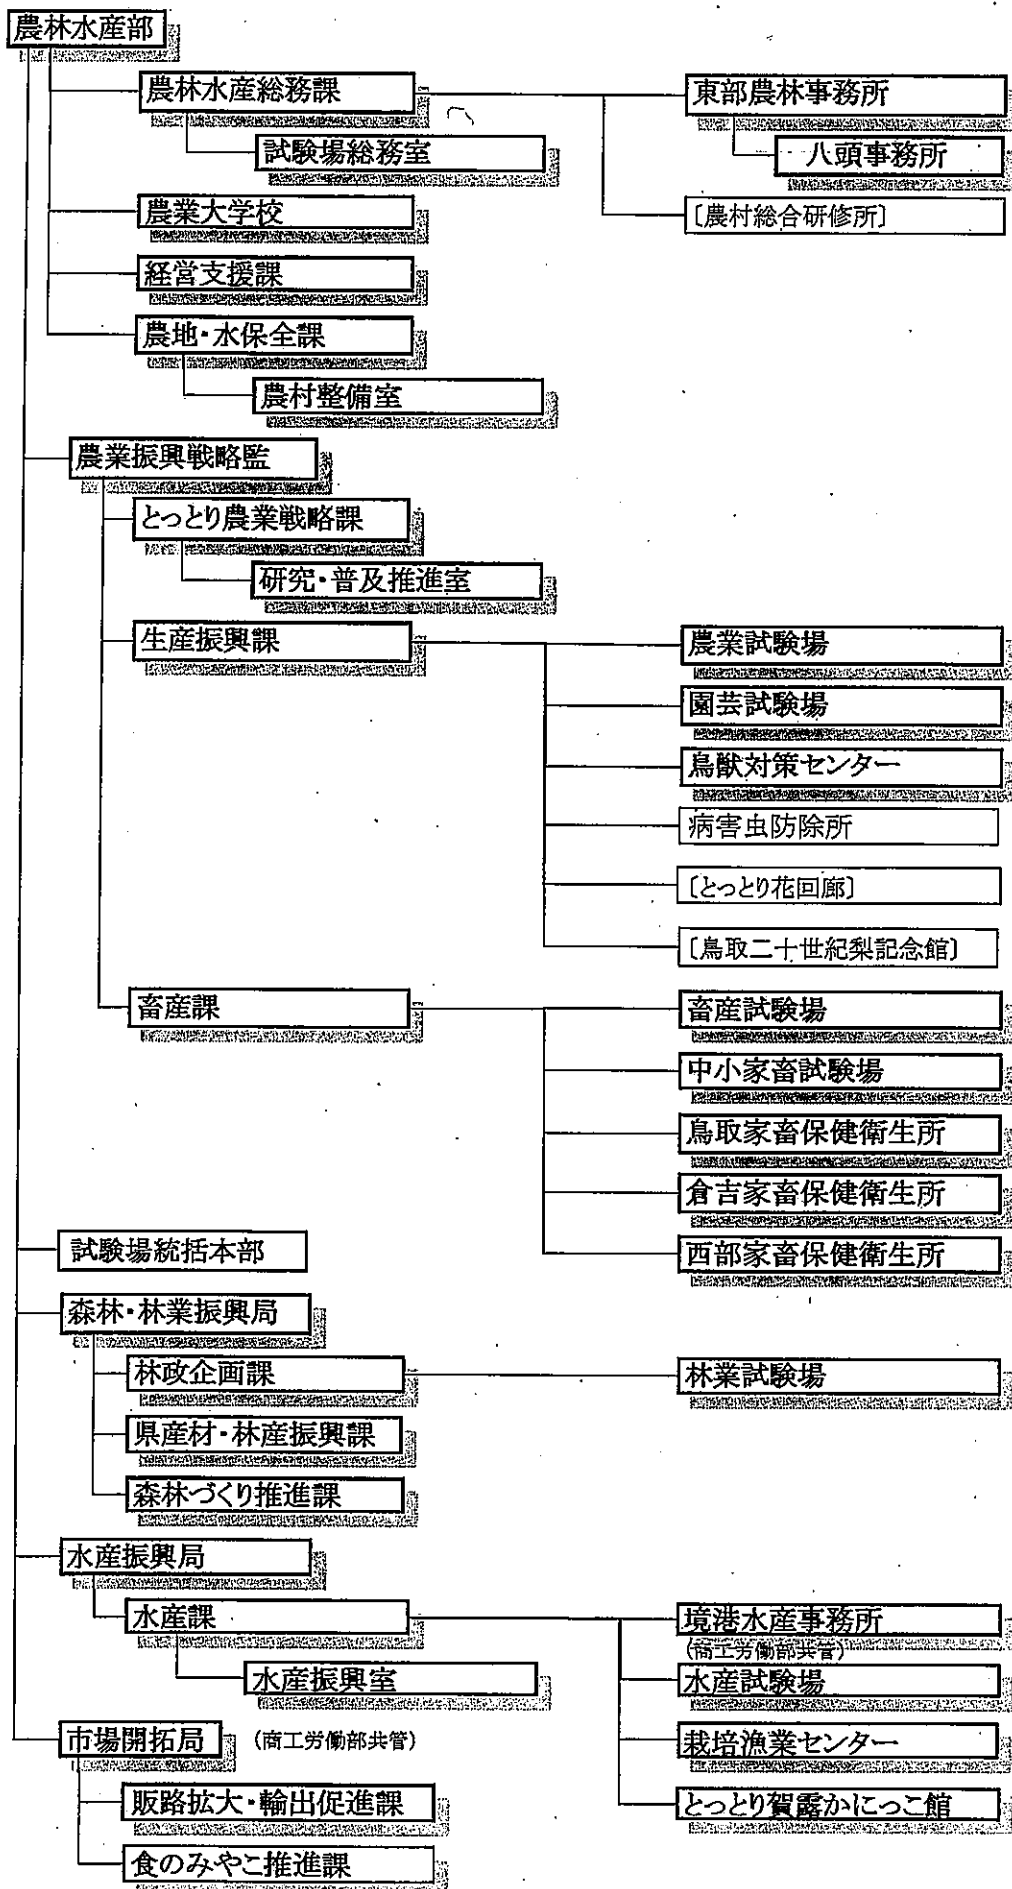 農林水産部
農林水産総務課
東部農林事務所
試験場総務室
八頭事務所
農業大学校
〔農村総合研修所〕
経営支援課
農地・水保全課
農村整備室
農業振興戦略監
とっとり農業戦略課
研究・普及推進室
生産振興課
農業試験場
園芸試験場
鳥獣対策センター
病害虫防除所
〔とっとり花回廊〕
〔鳥取二十世紀梨記念館〕
畜産課
畜産試験場
中小家畜試験場
鳥取家畜保健衛生所
倉吉家畜保健衛生所
西部家畜保健衛生所
試験場統括本部
森林・林業振興局
林政企画課
林業試験場
県産材・林産振興課
森林づくり推進課
水産振興局
水産課
境港水産事務所
(商工労働部共管)
水産振興室
水産試験場
市場開拓局 (商工労働部共管)
栽培漁業センター
販路拡大・輸出促進課
とっとり賀露かにっこ館
食のみやこ推進課